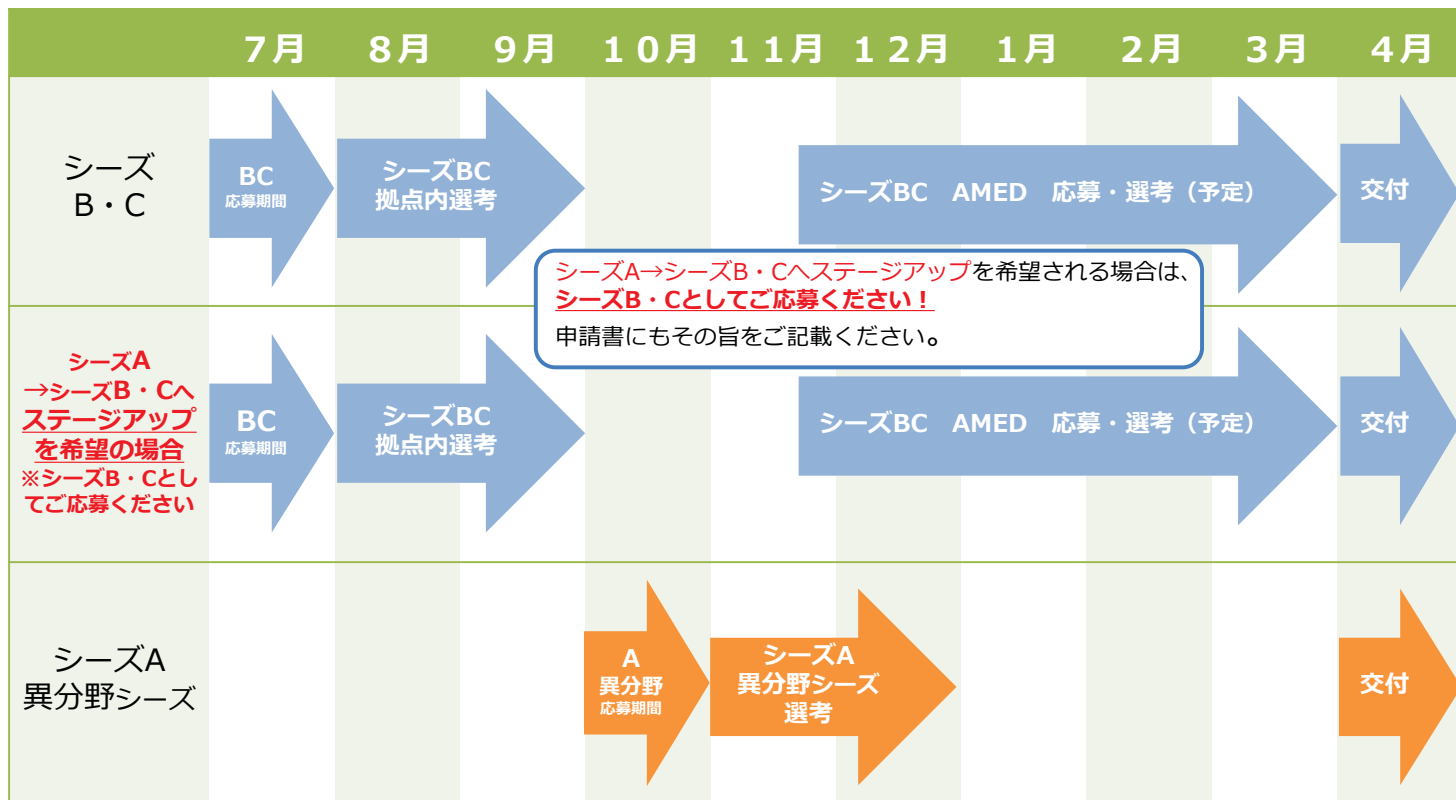 7月 8月 9月 10月 11月 12月 1月 2月 3月 4月
シーズ
B・C
BC
応募期間
シーズBC
拠点内選考
シーズBC AMED 応募・選考（予定）
交付
シーズA→シーズB・Cへステージアップを希望される場合は、
シーズB・Cとしてご応募ください！
申請書にもその旨をご記載ください。
シーズA
→シーズB・Cへ
ステージアップ
を希望の場合
※シーズB・Cとし
てご応募ください
BC
応募期間
シーズBC
拠点内選考
シーズBC AMED 応募・選考（予定）
交付
シーズA
異分野シーズ
A
異分野
応募期間
シーズA
異分野シーズ
選考
交付